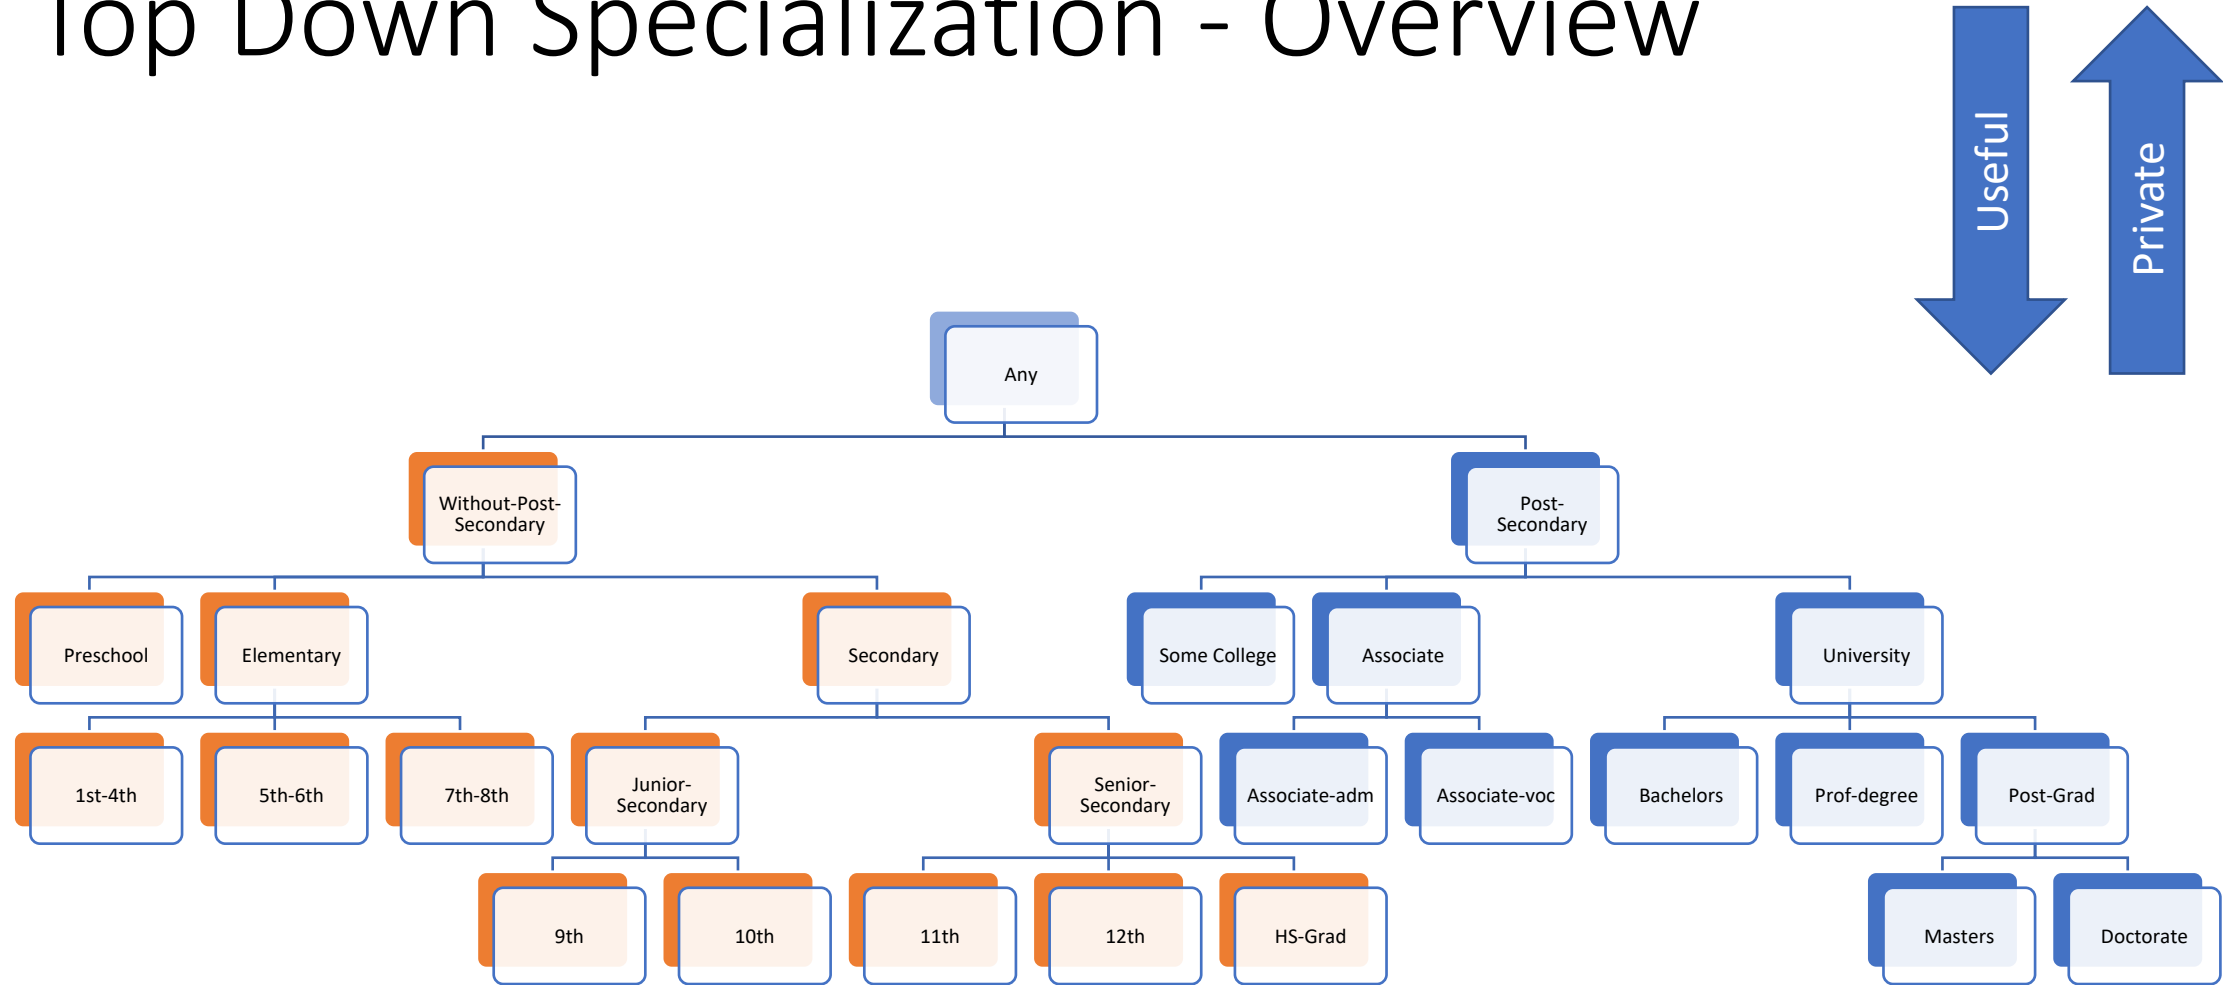 Top Down Specialization - Overview
Useful
Private
Any
Without-Post-
Secondary
Post-
Secondary
Preschool
Elementary
Secondary
Some College
Associate
University
1st-4th
5th-6th
7th-8th
Junior-
Secondary
Senior-
Secondary
Associate-adm
Associate-voc
Bachelors
Prof-degree
Post-Grad
9th
10th
11th
12th
HS-Grad
Masters
Doctorate